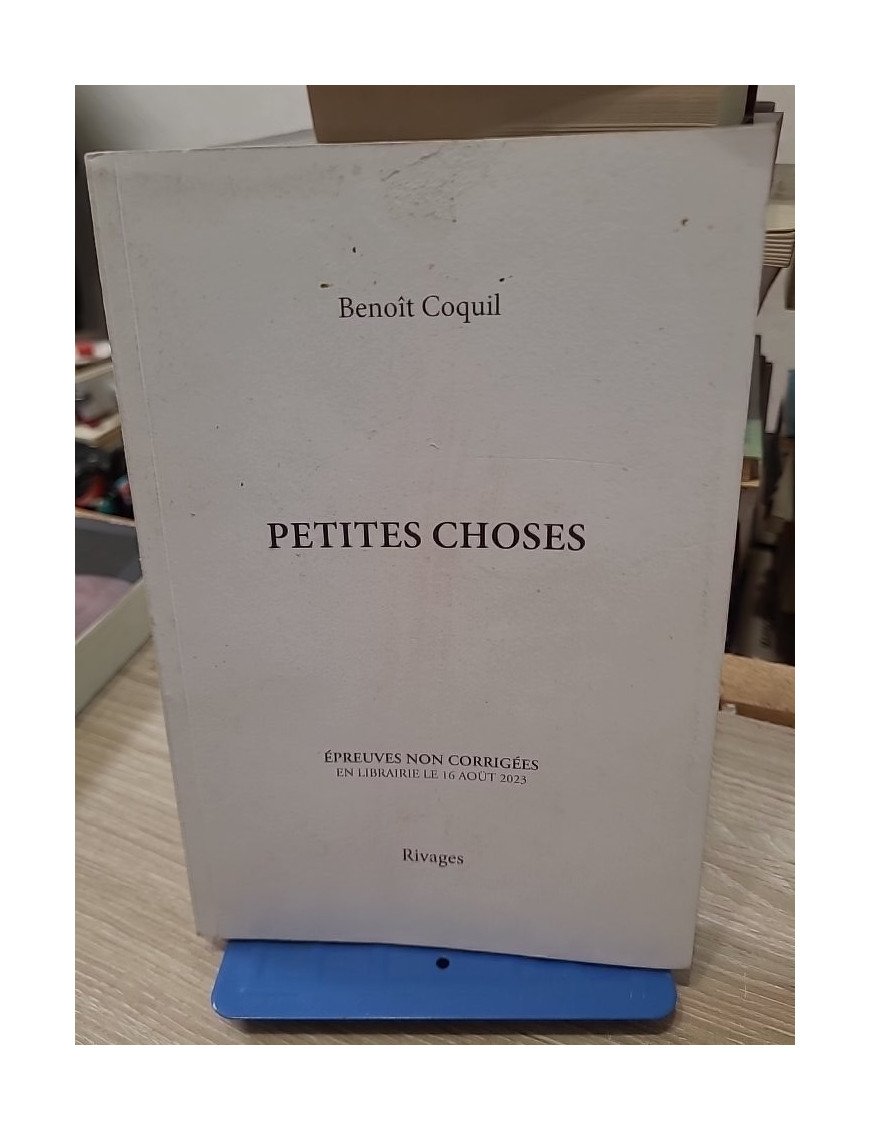 Benoît Coquil
PETITES CHOSES
ÉPREUVES NON CORRIGÉES
EN LIBRAIRIE LE 16 AOÛT 2023
Rivages